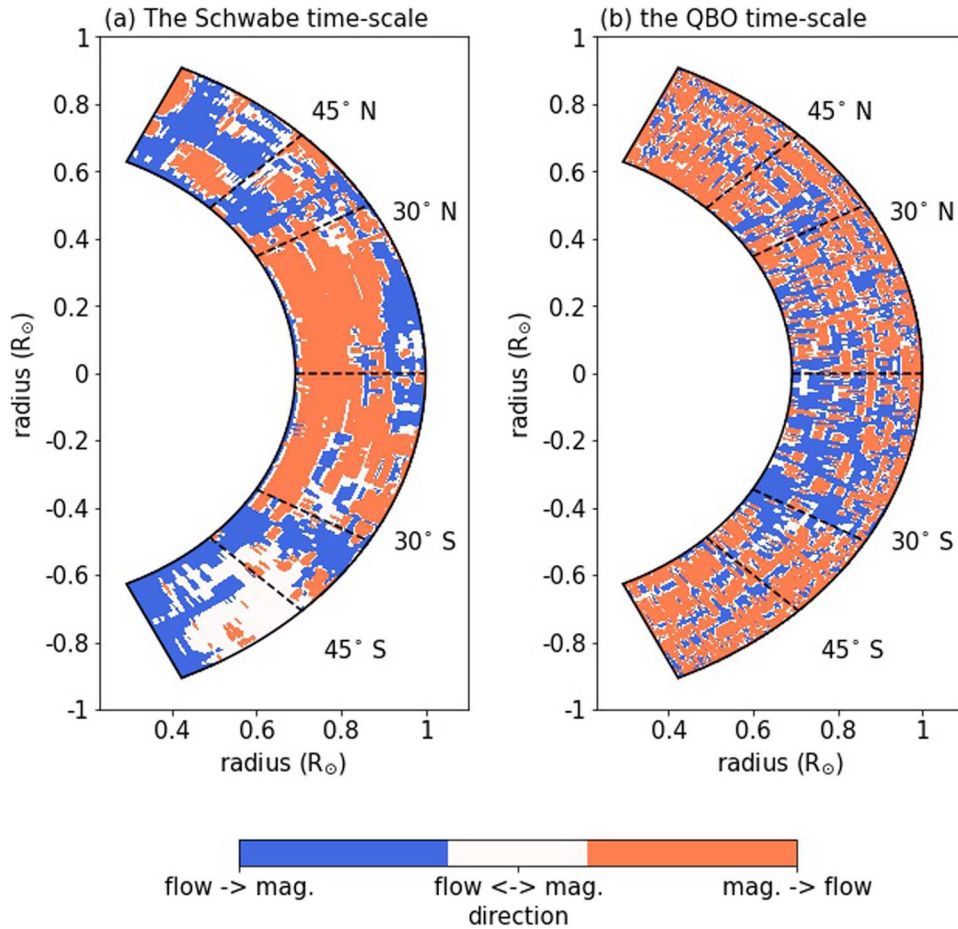 (a) The Schwabe time-scale
(b) the QBO time-scale
1
0.8
0.6
0.4
0.2
0
-0.2
-0.4
-0.6
-0.8
-1
radius (R☉)
45° N
30° N
30° S
45° S
0.4 0.6 0.8 1
radius (R☉)
1
0.8
0.6
0.4
0.2
0
-0.2
-0.4
-0.6
-0.8
-1
radius (R☉)
45° N
30° N
30° S
45° S
0.4 0.6 0.8 1
radius (R☉)
flow -> mag. flow <-> mag. mag. -> flow
direction